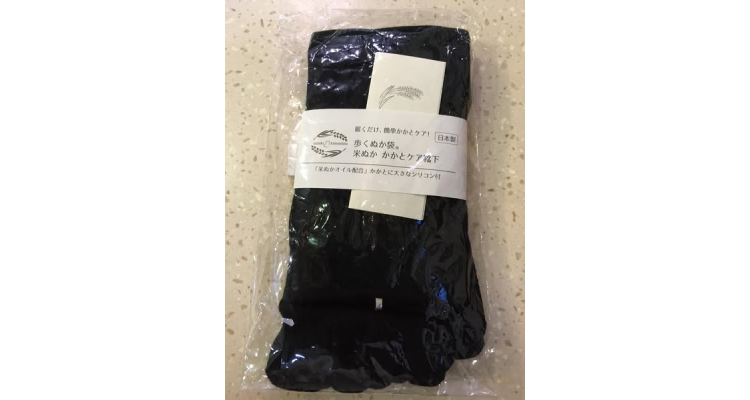 履くだけ、簡単かかとケア！
日本製
歩くぬか袋。
米ぬか かかとケア靴下
「米ぬかオイル配合」かかとに大きなシリコン付